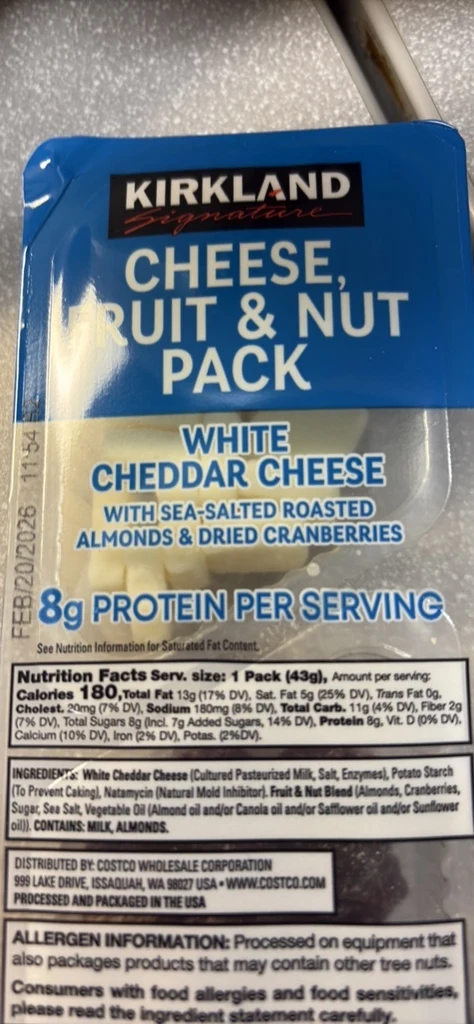 KIRKLAND
Signature
CHEESE,
FRUIT & NUT
PACK
WHITE
CHEDDAR CHEESE
WITH SEA-SALTED ROASTED
ALMONDS & DRIED CRANBERRIES
FEB/20/2026 11:54
8g PROTEIN PER SERVING
See Nutrition Information for Saturated Fat Content.
Nutrition Facts Serv. size: 1 Pack (43g), Amount per serving:
Calories 180, Total Fat 13g (17% DV), Sat. Fat 5g (25% DV), Trans Fat 0g,
Cholest. 20mg (7% DV), Sodium 180mg (8% DV), Total Carb. 11g (4% DV), Fiber 2g
(7% DV), Total Sugars 8g (Incl. 7g Added Sugars, 14% DV), Protein 8g, Vit. D (0% DV),
Calcium (10% DV), Iron (2% DV), Potas. (2%DV).
INGREDIENTS: White Cheddar Cheese (Cultured Pasteurized Milk, Salt, Enzymes), Potato Starch
(To Prevent Caking), Natamycin (Natural Mold Inhibitor). Fruit & Nut Blend (Almonds, Cranberries,
Sugar, Sea Salt, Vegetable Oil (Almond oil and/or Canola oil and/or Safflower oil and/or Sunflower
oil)). CONTAINS: MILK, ALMONDS.
DISTRIBUTED BY: COSTCO WHOLESALE CORPORATION
999 LAKE DRIVE, ISSAQUAH, WA 98027 USA • WWW.COSTCO.COM
PROCESSED AND PACKAGED IN THE USA
ALLERGEN INFORMATION: Processed on equipment that
also packages products that may contain other tree nuts.
Consumers with food allergies and food sensitivities,
please read the ingredient statement carefully.